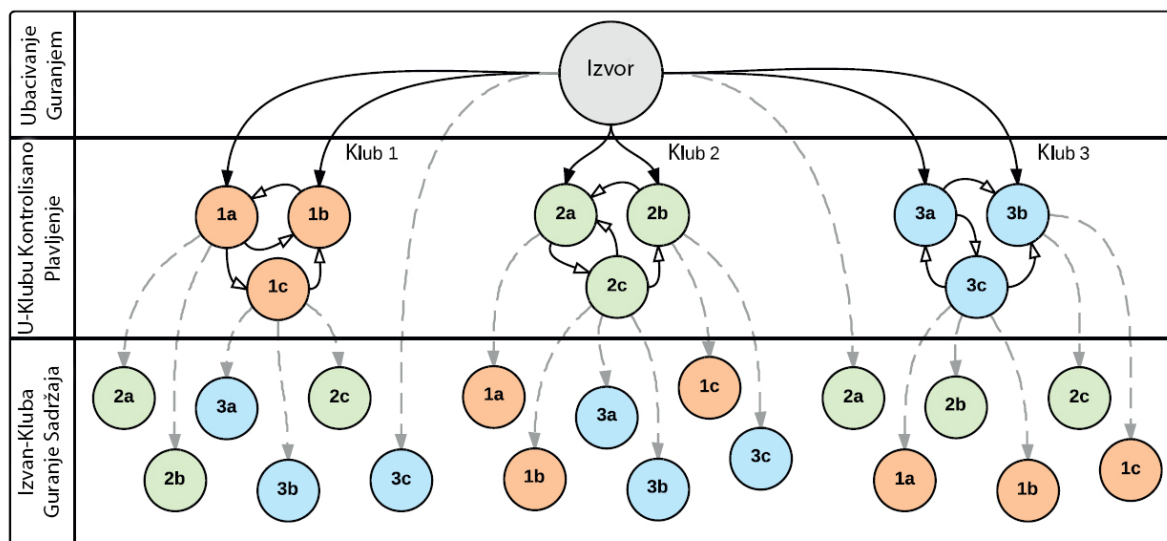 Ubacivanje
Guranjem
Izvor
U-Klubu Kontrolisano
Plavljenje
Klub 1
Klub 2
Klub 3
1a
1b
1c
2a
2b
2c
3a
3b
3c
Izvan-Kluba
Guranje Sadržaja
2a
2b
3a
3b
2c
3c
1a
1b
3a
3b
1c
3c
2a
1a
2b
1b
2c
1c